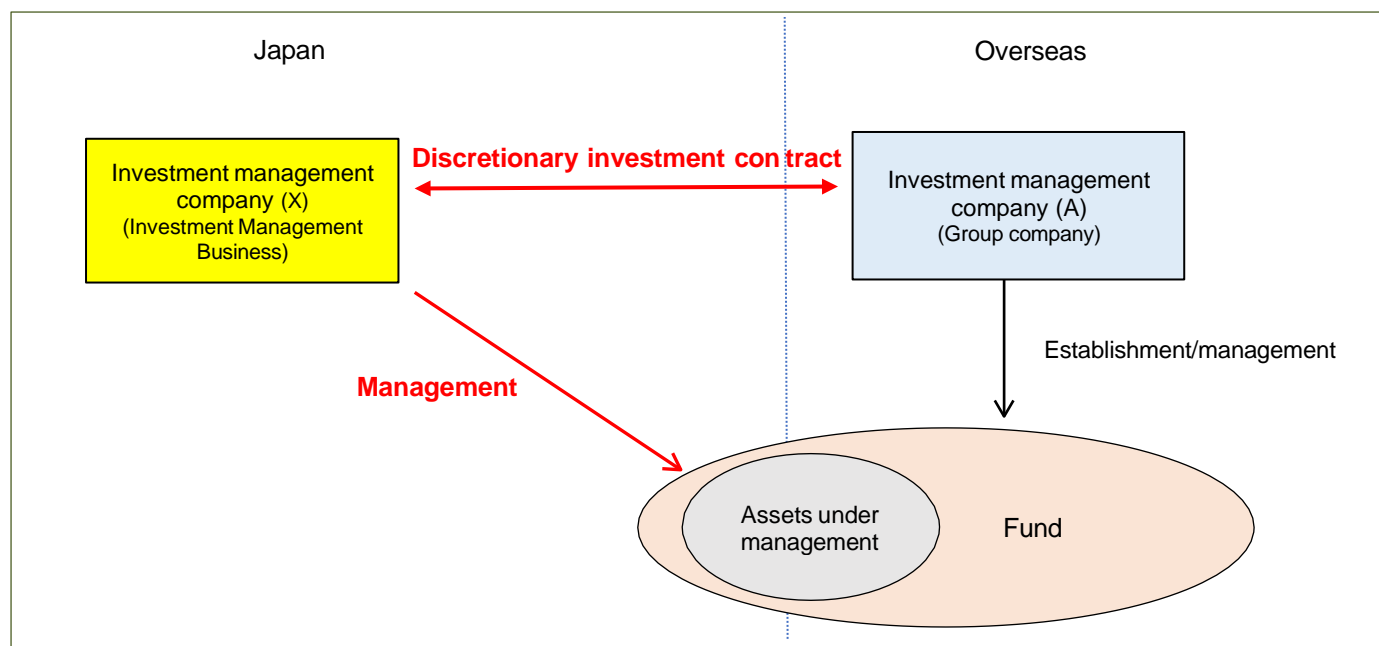 Japan
Overseas
Investment management
company (X)
(Investment Management
Business)
Discretionary investment con tract
Investment management
company (A)
(Group company)
Establishment/management
Management
Assets under
management
Fund